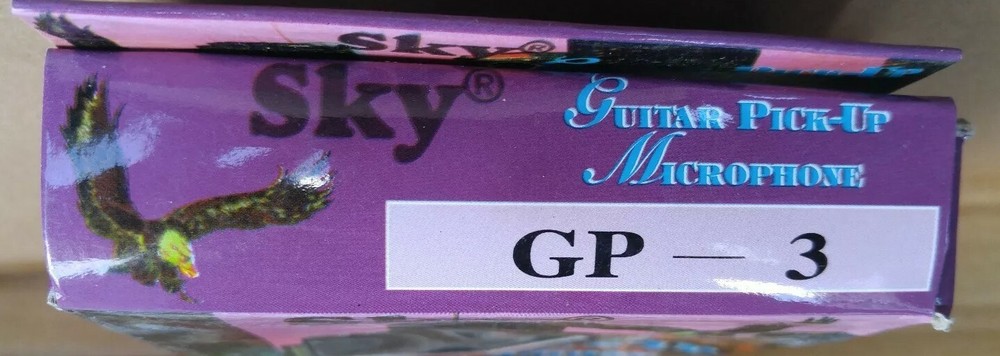 Sky®
Sky®
GUITAR PICK-UP
MICROPHONE
GP — 3